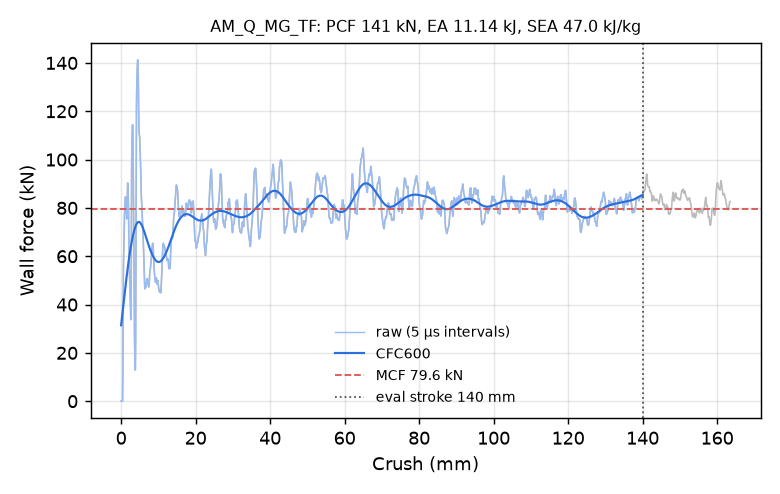 AM_Q_MG_TF: PCF 141 kN, EA 11.14 kJ, SEA 47.0 kJ/kg
Wall force (kN)
140
120
100
80
60
40
20
0
raw (5 µs intervals)
CFC600
MCF 79.6 kN
eval stroke 140 mm
0 20 40 60 80 100 120 140 160
Crush (mm)